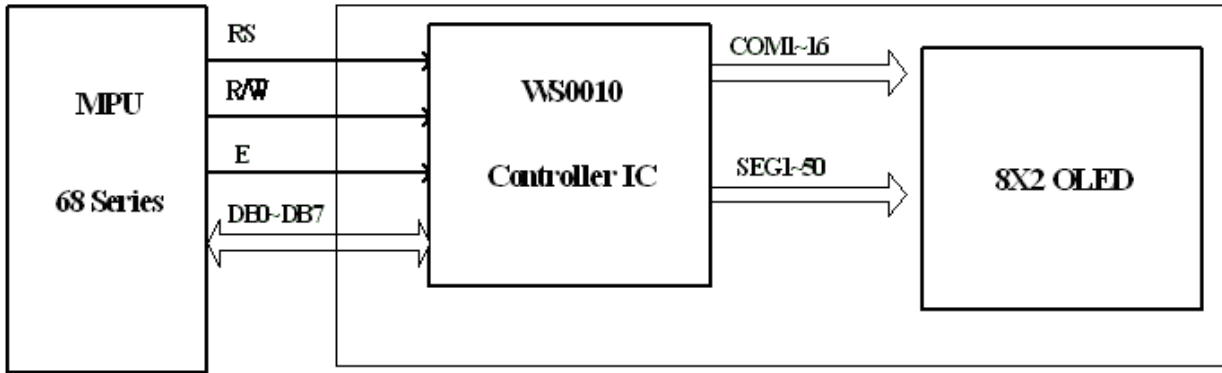 RS
R/W
E
DB0~DB7
MPU
68 Series
WS0010
Controller IC
COM1~16
SEG1~50
8X2 OLED